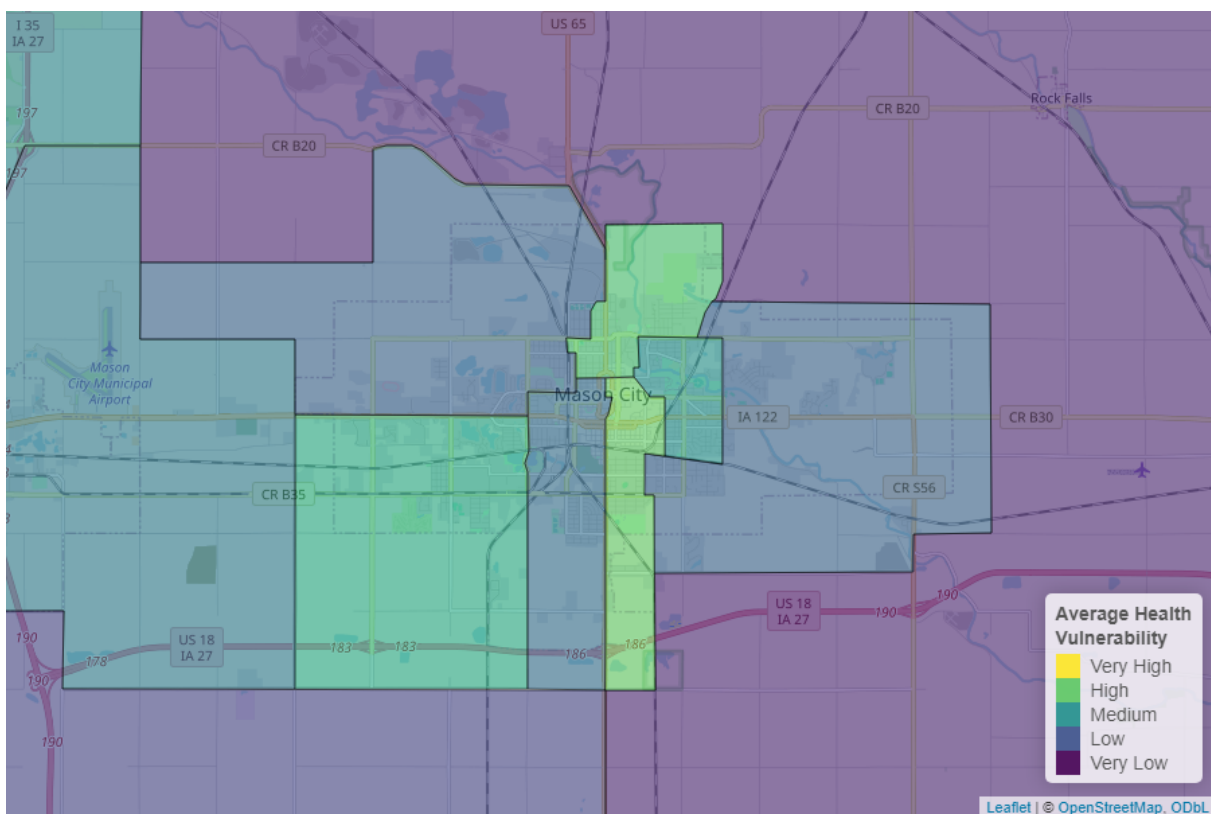 I 35
IA 27
US 65
197
CR B20
Rock Falls
CR B20
197
Mason
City Municipal
Airport
Mason City
IA 122
CR B30
CR B35
CR S56
190
US 18
IA 27
190
190
178
US 18
IA 27
183
183
186
186
190
190
Average Health
Vulnerability
Very High
High
Medium
Low
Very Low
Leaflet | © OpenStreetMap, ODbL